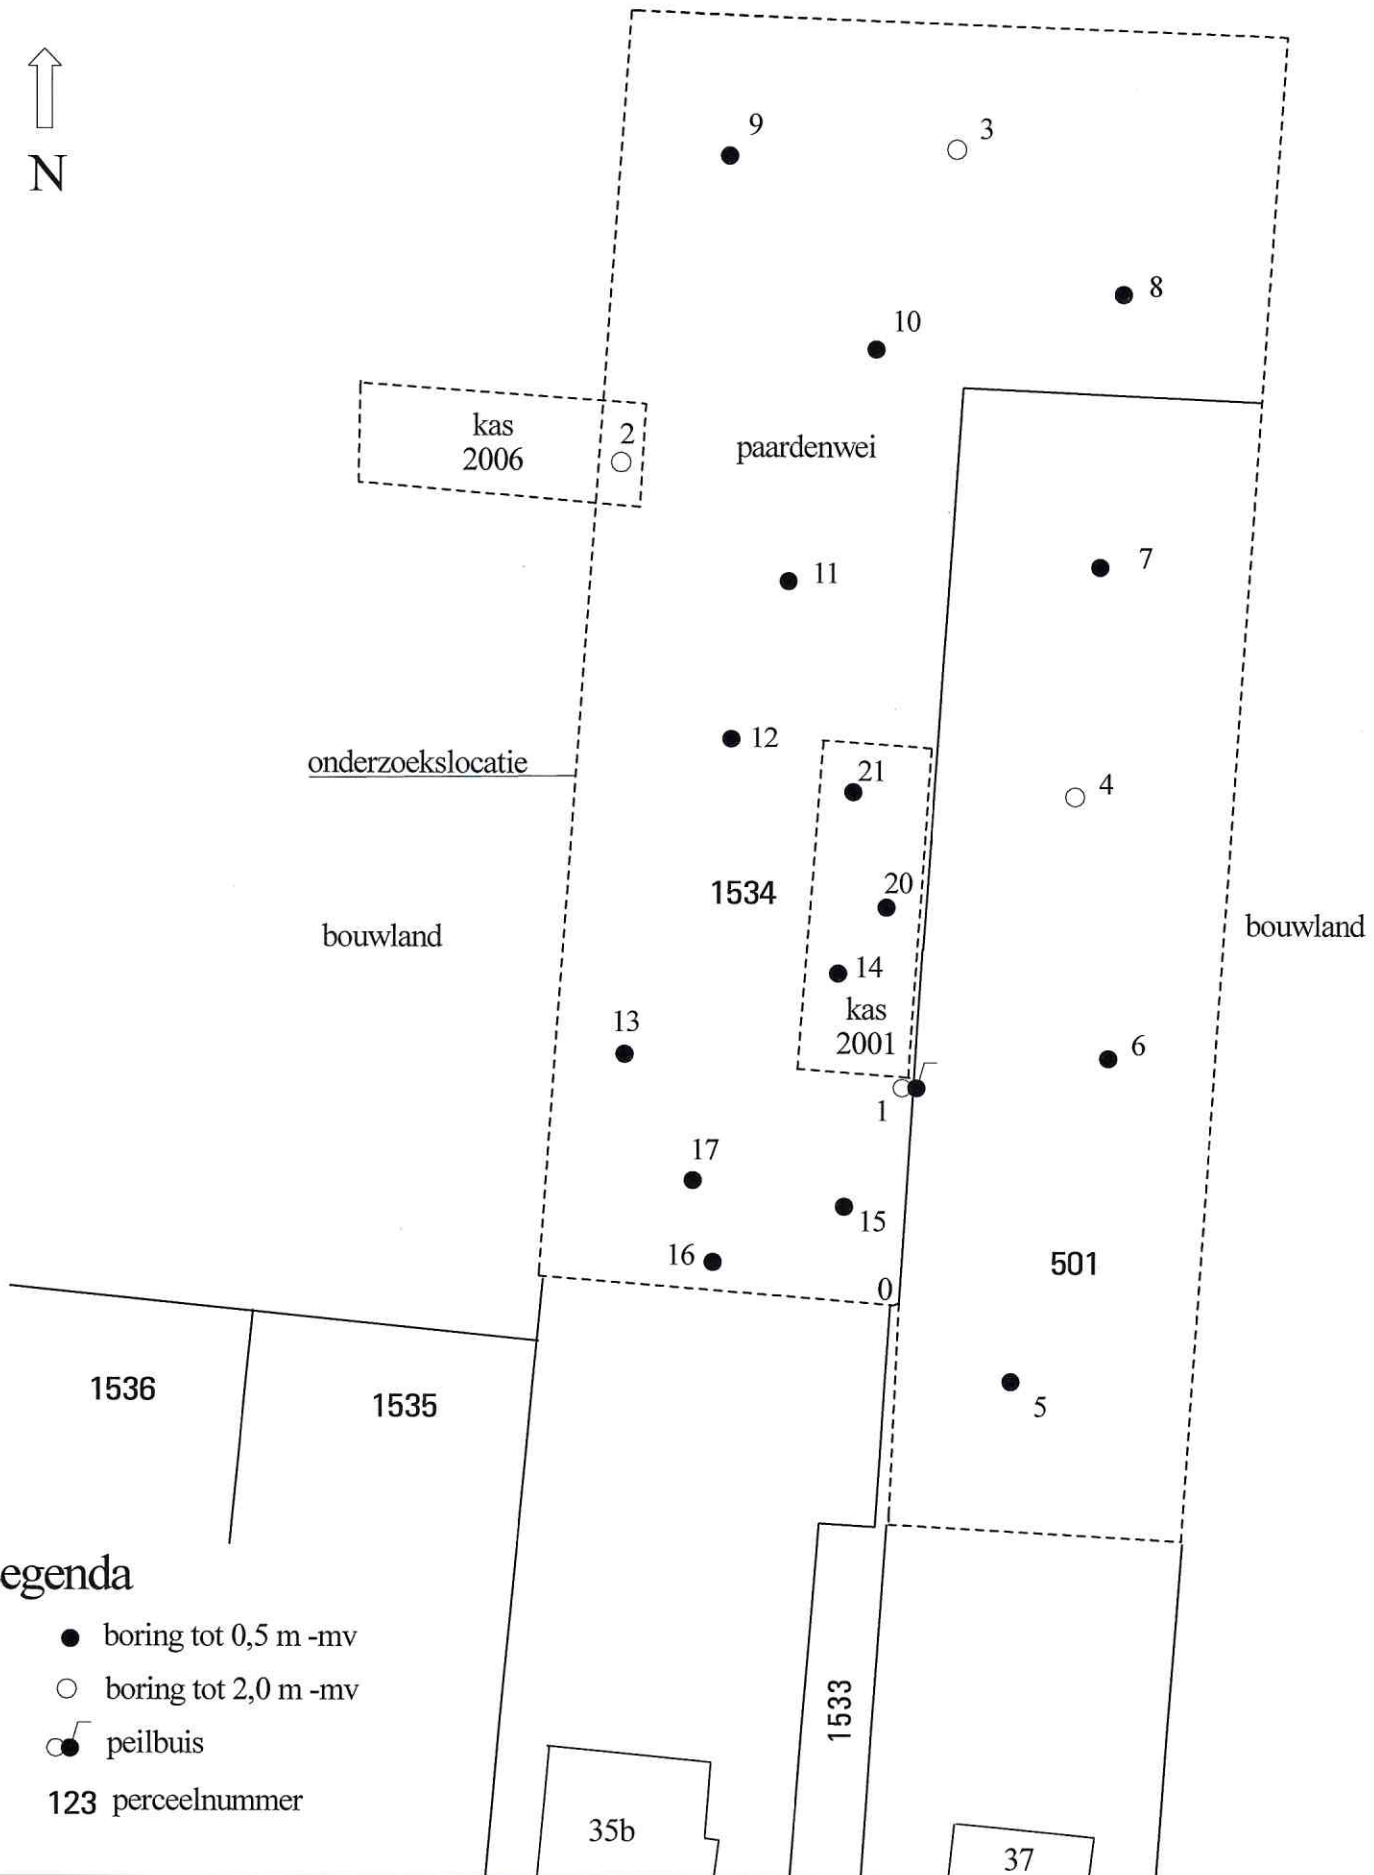 N
9
3
8
10
kas
2006
2
paardenwei
11
7
12
onderzoekslocatie
21
4
1534
20
bouwland
bouwland
14
kas
2001
13
6
1
17
15
16
0
501
1536
1535
5
egenda
boring tot 0,5 m -mv
boring tot 2,0 m -mv
peilbuis
123 perceelnummer
1533
35b
37